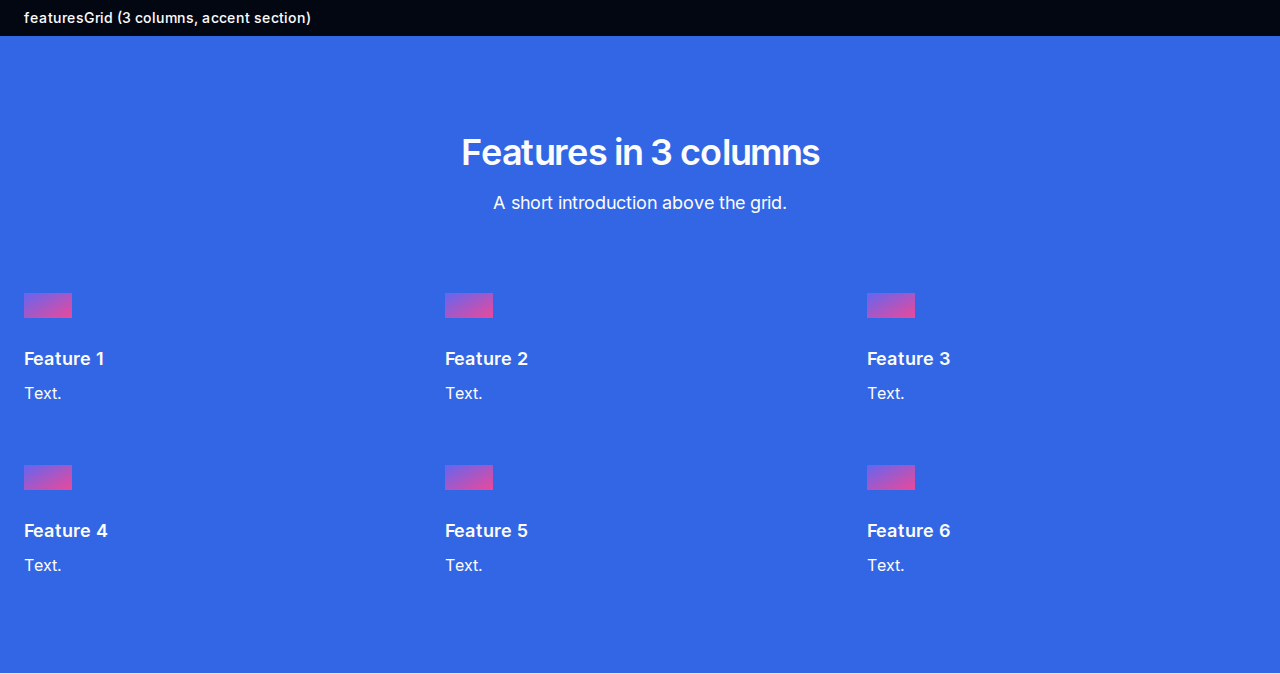 featuresGrid (3 columns, accent section)
Features in 3 columns
A short introduction above the grid.
Feature 1
Text.
Feature 2
Text.
Feature 3
Text.
Feature 4
Text.
Feature 5
Text.
Feature 6
Text.